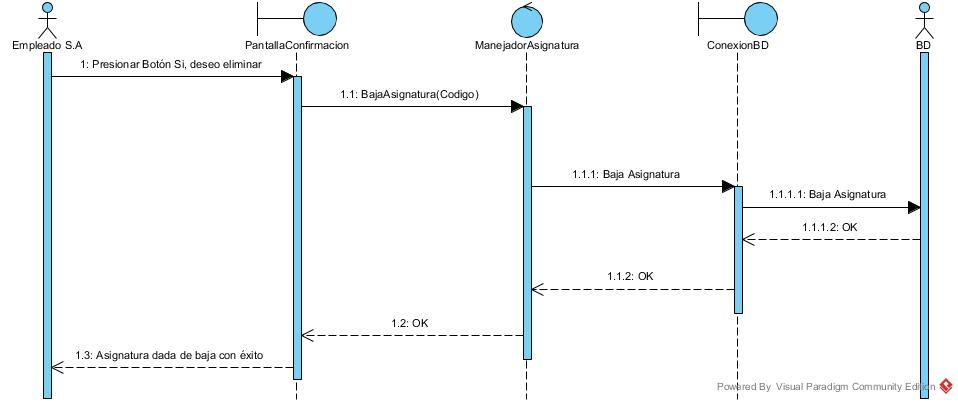 Empleado S.A
PantallaConfirmacion
ManejadorAsignatura
ConexionBD
BD
1: Presionar Botón Si, deseo eliminar
1.1: BajaAsignatura(Codigo)
1.1.1: Baja Asignatura
1.1.1.1: Baja Asignatura
1.1.1.2: OK
1.1.2: OK
1.2: OK
1.3: Asignatura dada de baja con éxito
Powered By Visual Paradigm Community Edition